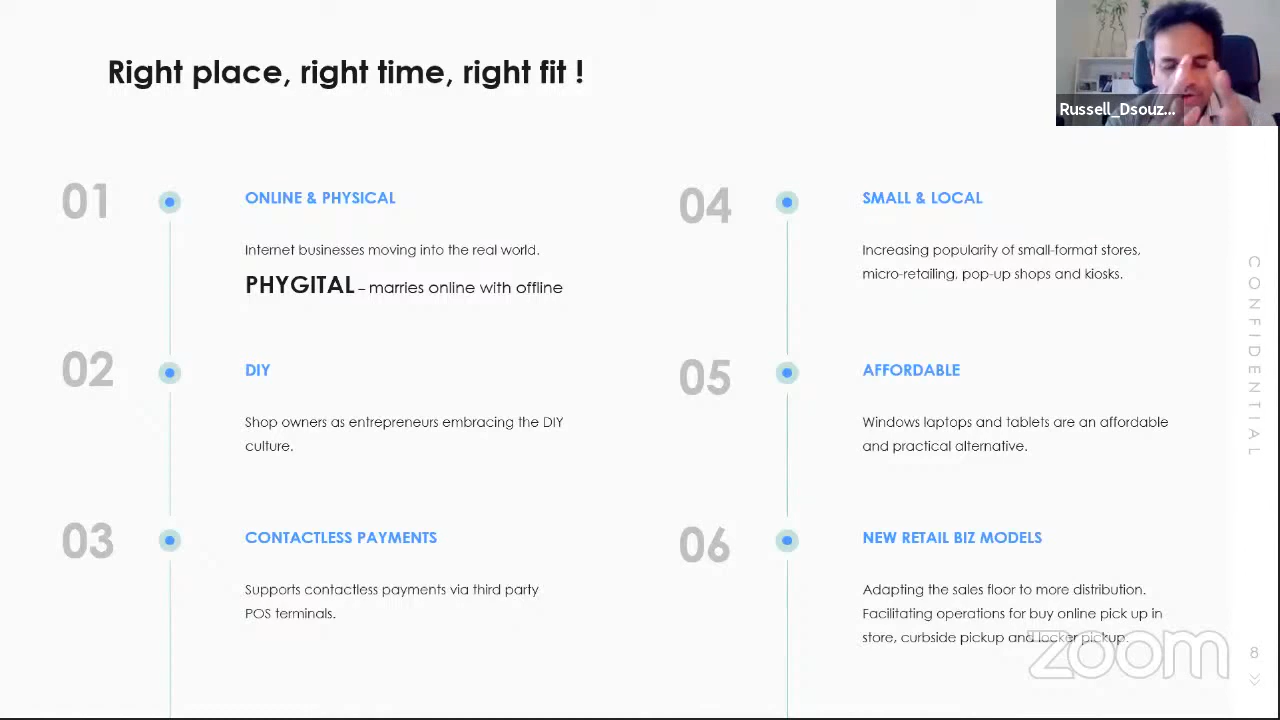 Right place, right time, right fit !
Russell_Dsouz...
01
ONLINE & PHYSICAL
Internet businesses moving into the real world.
PHYGITAL – marries online with offline
02
DIY
Shop owners as entrepreneurs embracing the DIY
culture.
03
CONTACTLESS PAYMENTS
Supports contactless payments via third party
POS terminals.
04
SMALL & LOCAL
Increasing popularity of small-format stores,
micro-retailing, pop-up shops and kiosks.
05
AFFORDABLE
Windows laptops and tablets are an affordable
and practical alternative.
06
NEW RETAIL BIZ MODELS
Adapting the sales floor to more distribution.
Facilitating operations for buy online pick up in
store, curbside pickup and locker pickup.
CONFIDENTIAL
zoom
8